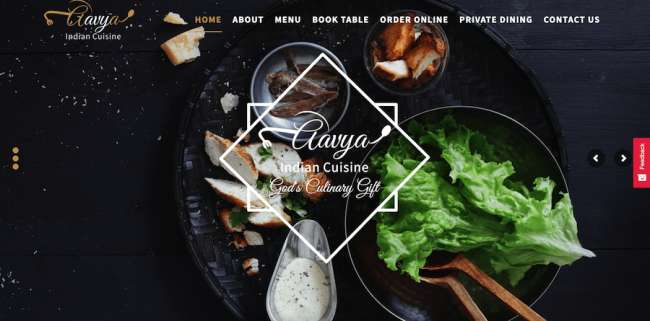 Aavya
Indian Cuisine
HOME ABOUT MENU BOOK TABLE ORDER ONLINE PRIVATE DINING CONTACT US
Aavya
Indian Cuisine
God's Culinary Gift
Feedback